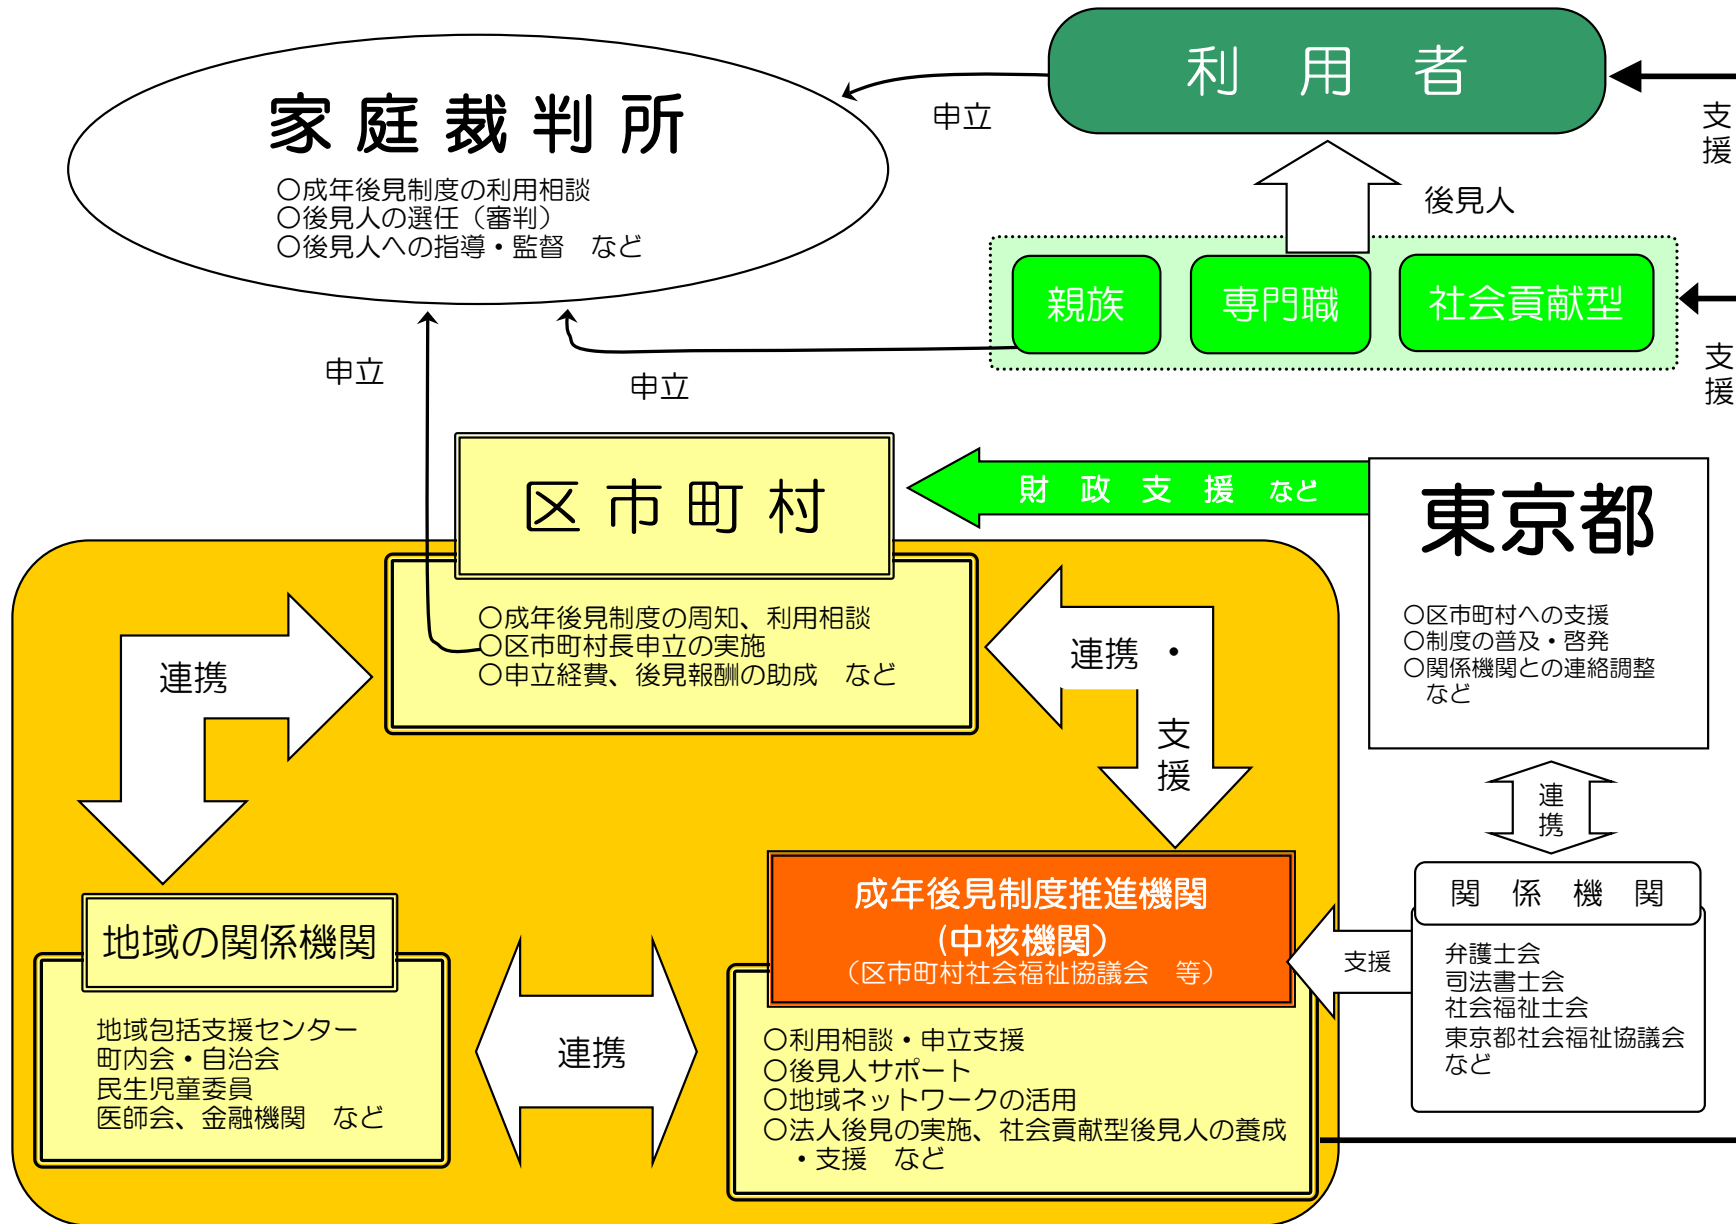 利用者
家庭裁判所
○成年後見制度の利用相談
○後見人の選任（審判）
○後見人への指導・監督　など
申立
支援
後見人
親族
専門職
社会貢献型
支援
申立
申立
区市町村
○成年後見制度の周知、利用相談
○区市町村長申立の実施
○申立経費、後見報酬の助成　など
財政支援 など
東京都
○区市町村への支援
○制度の普及・啓発
○関係機関との連絡調整
など
連携
連携・
支援
連携
地域の関係機関
地域包括支援センター
町内会・自治会
民生児童委員
医師会、金融機関　など
連携
成年後見制度推進機関
(中核機関）
（区市町村社会福祉協議会　等）
○利用相談・申立支援
○後見人サポート
○地域ネットワークの活用
○法人後見の実施、社会貢献型後見人の養成
・支援　など
支援
関係機関
弁護士会
司法書士会
社会福祉士会
東京都社会福祉協議会
など